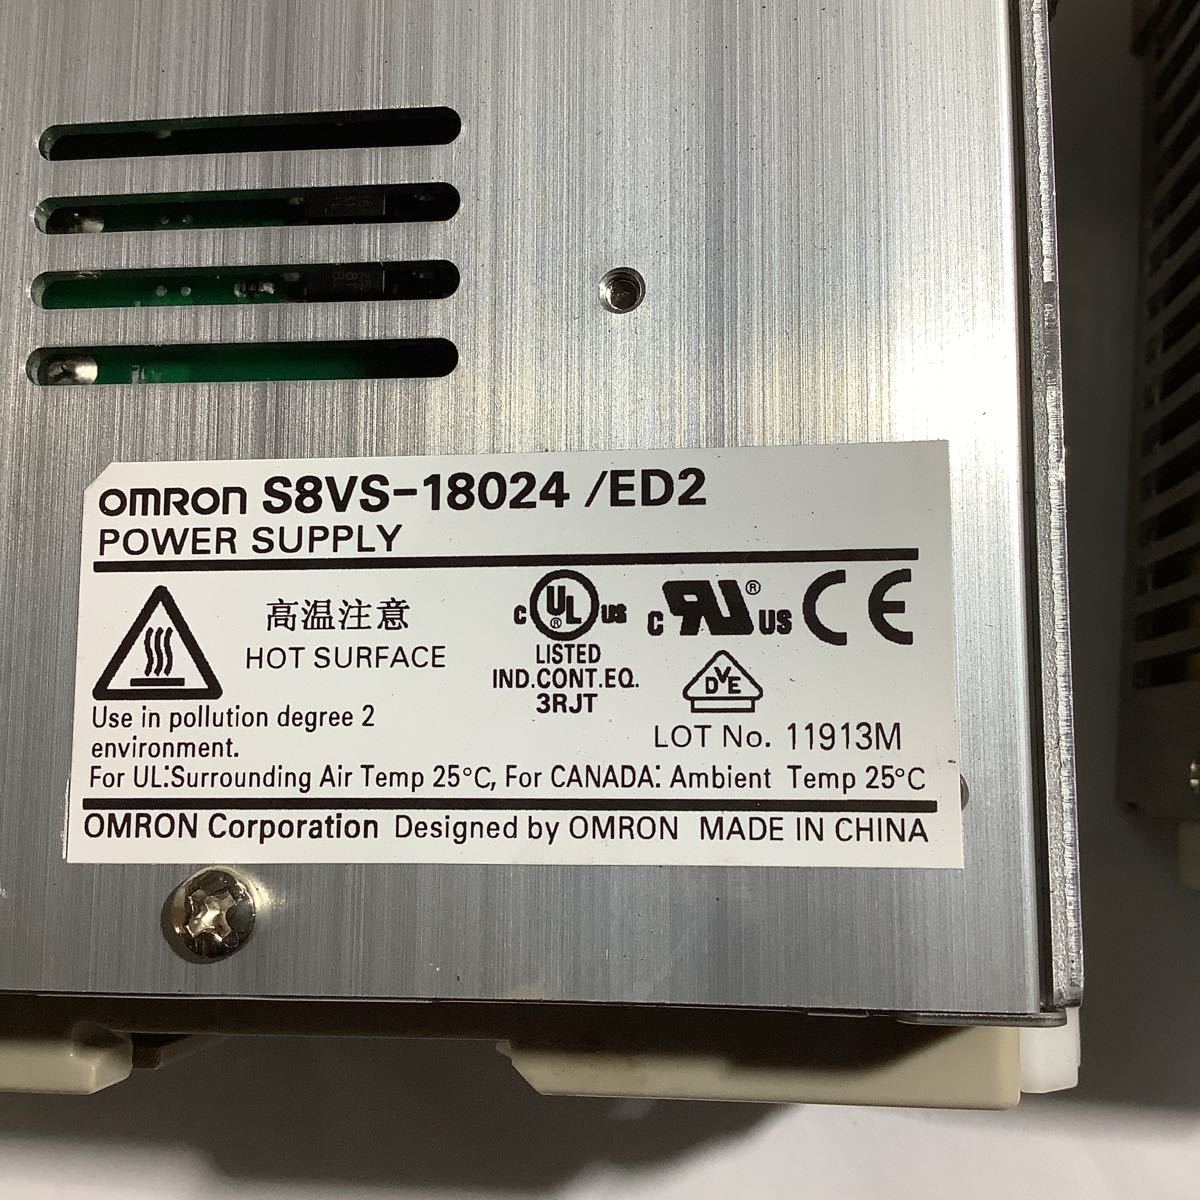 OMRON S8VS-18024 /ED2
POWER SUPPLY
高温注意
HOT SURFACE
c UL ® us
LISTED
IND.CONT.EQ.
3RJT
c RU ® US
CE
DVE
Use in pollution degree 2
environment.
LOT No. 11913M
For UL:Surrounding Air Temp 25°C, For CANADA: Ambient Temp 25°C
OMRON Corporation Designed by OMRON MADE IN CHINA